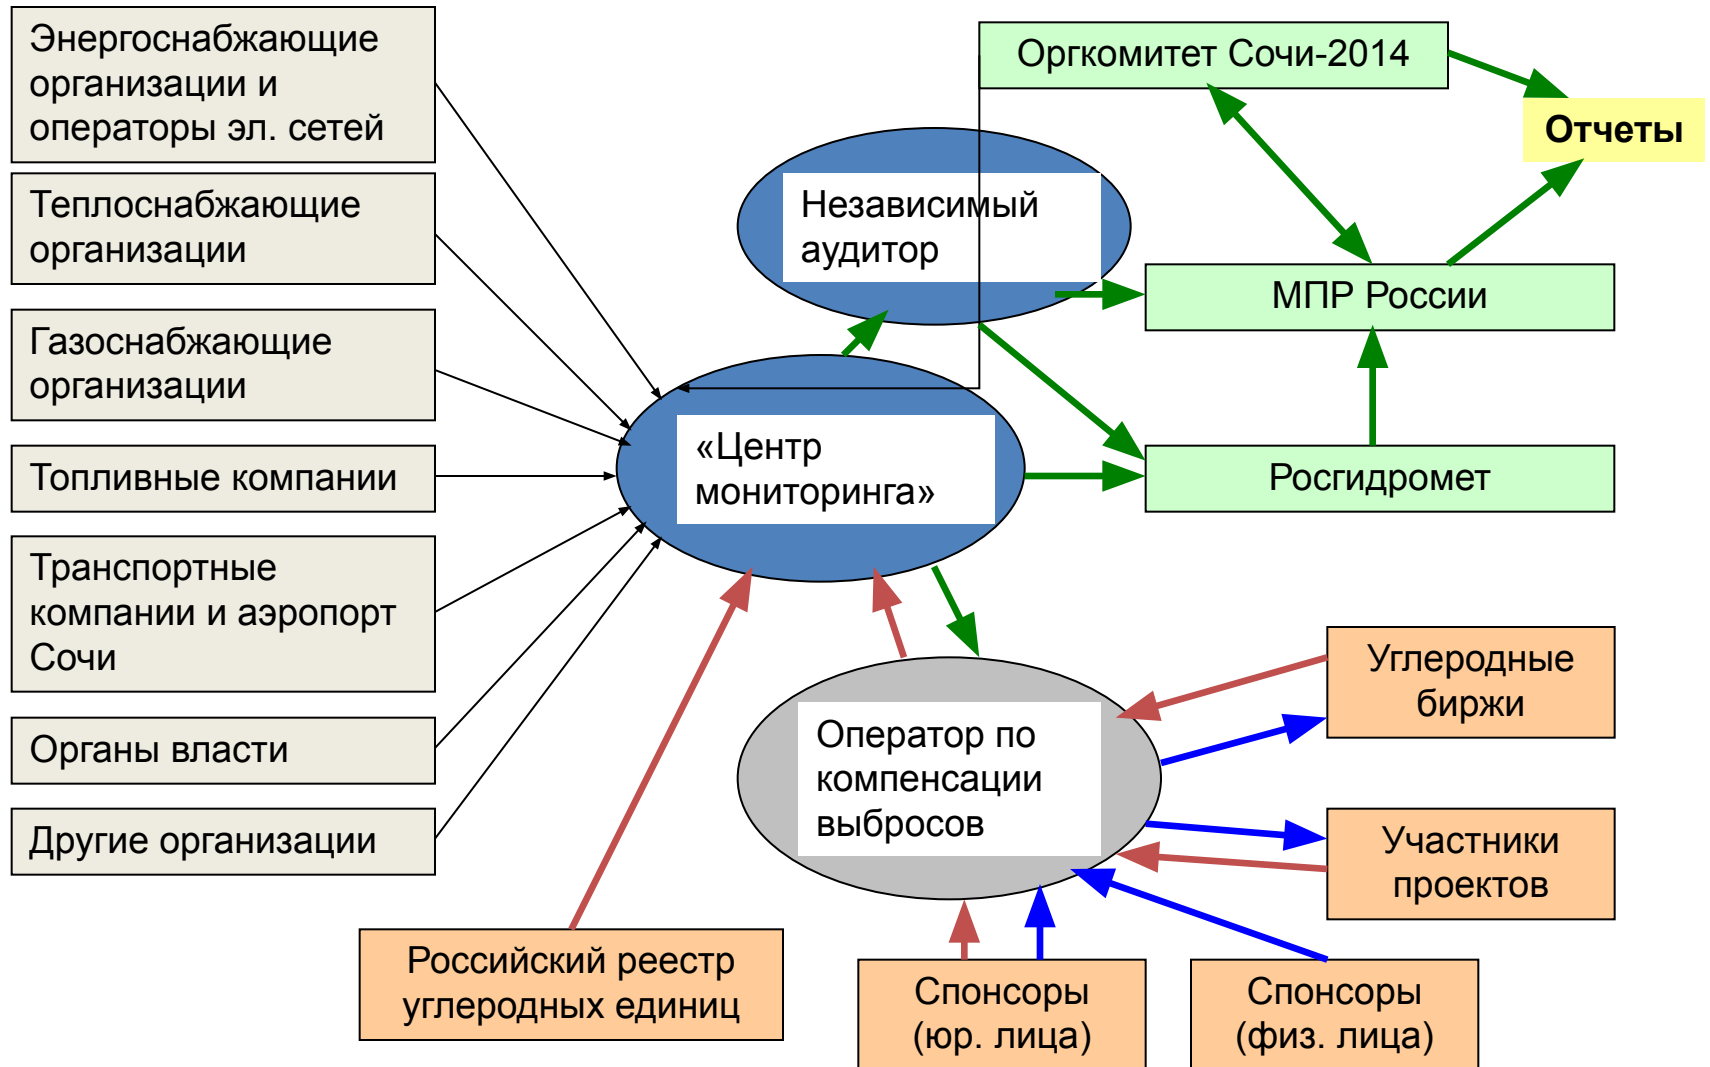 Энергоснабжающие
организации и
операторы эл. сетей
Теплоснабжающие
организации
Газоснабжающие
организации
Топливные компании
Транспортные
компании и аэропорт
Сочи
Органы власти
Другие организации
Оргкомитет Сочи-2014
Отчеты
Независимый
аудитор
МПР России
«Центр
мониторинга»
Росгидромет
Оператор по
компенсации
выбросов
Углеродные
биржи
Участники
проектов
Российский реестр
углеродных единиц
Спонсоры
(юр. лица)
Спонсоры
(физ. лица)